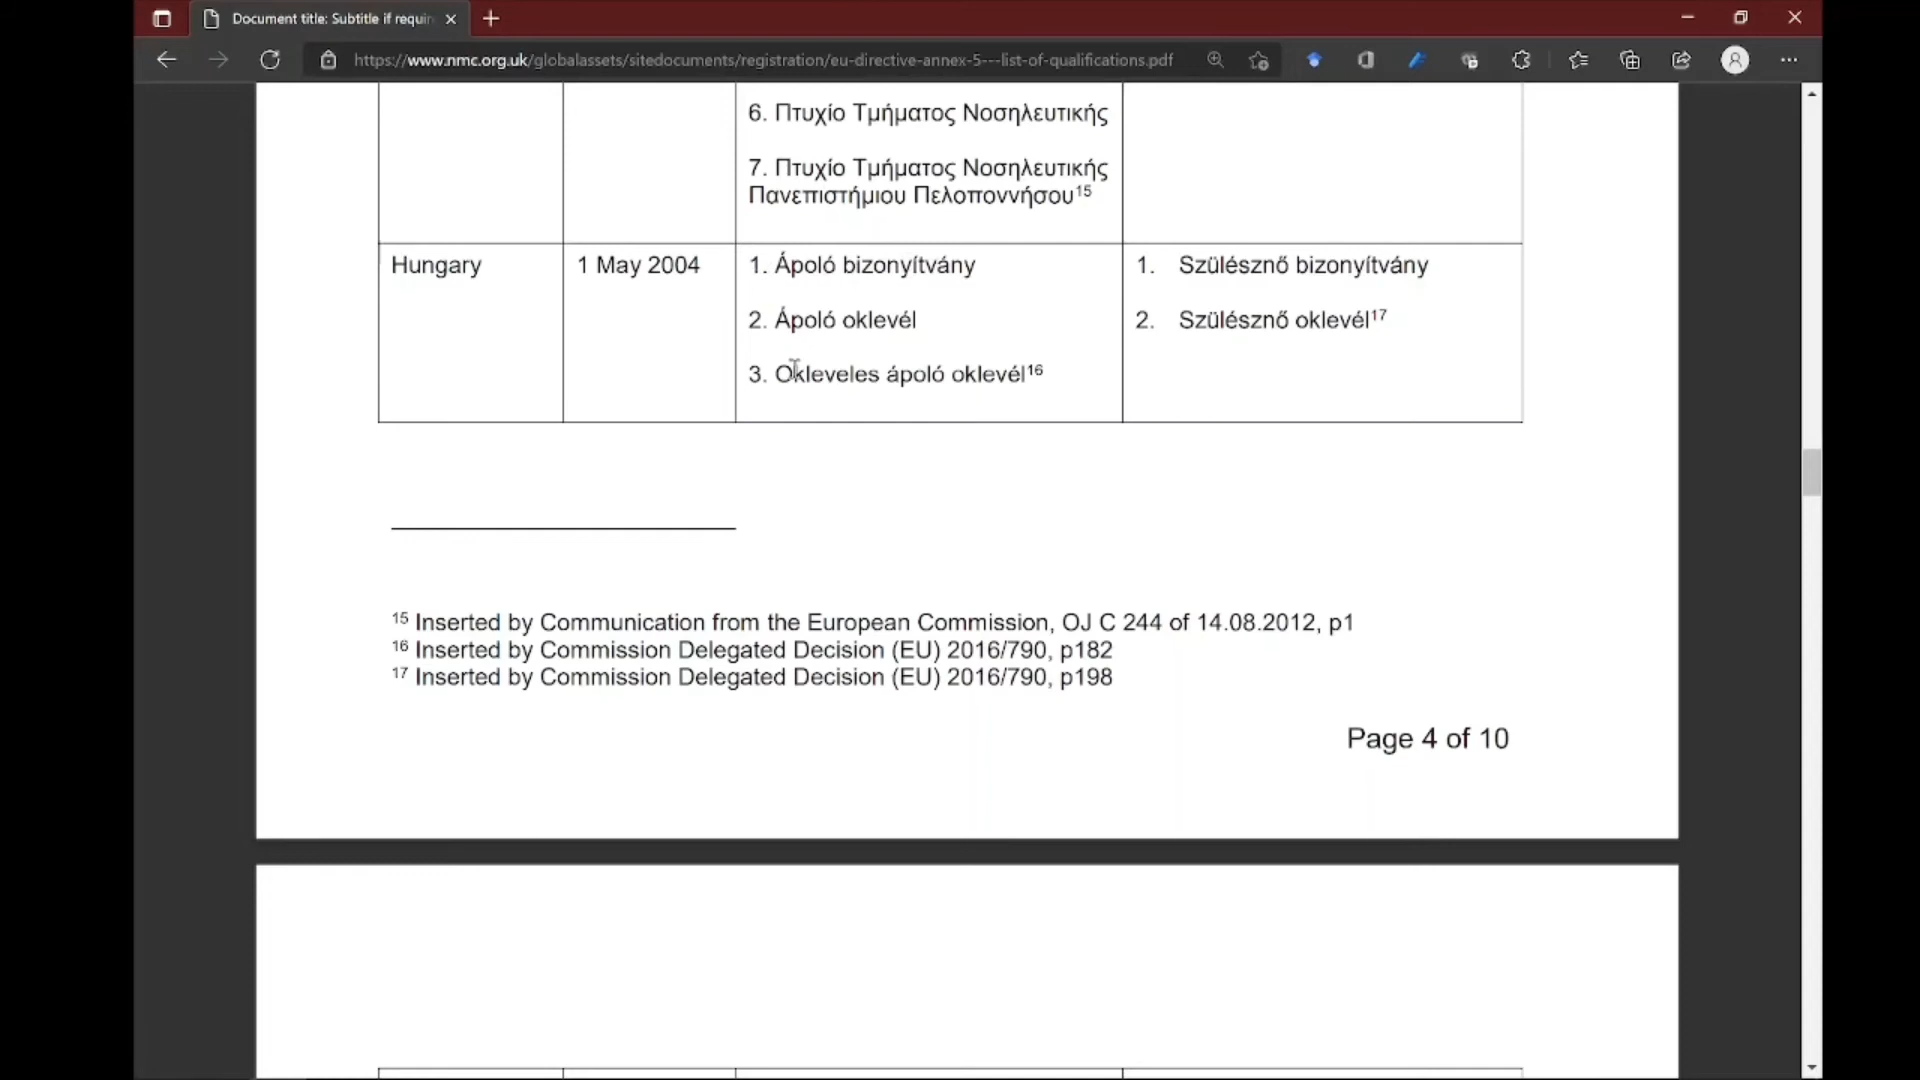 Document title: Subtitle if requir
https://www.nmc.org.uk/globalassets/sitedocuments/registration/eu-directive-annex-5---list-of-qualifications.pdf
6. Πτυχίο Τμήματος Νοσηλευτικής
7. Πτυχίο Τμήματος Νοσηλευτικής
Πανεπιστήμιου Πελοποννήσου15
Hungary
1 May 2004
1. Ápoló bizonyítvány
2. Ápoló oklevél
3. Okleveles ápoló oklevél16
1. Szülésznő bizonyítvány
2. Szülésznő oklevél17
15 Inserted by Communication from the European Commission, OJ C 244 of 14.08.2012, p1
16 Inserted by Commission Delegated Decision (EU) 2016/790, p182
17 Inserted by Commission Delegated Decision (EU) 2016/790, p198
Page 4 of 10